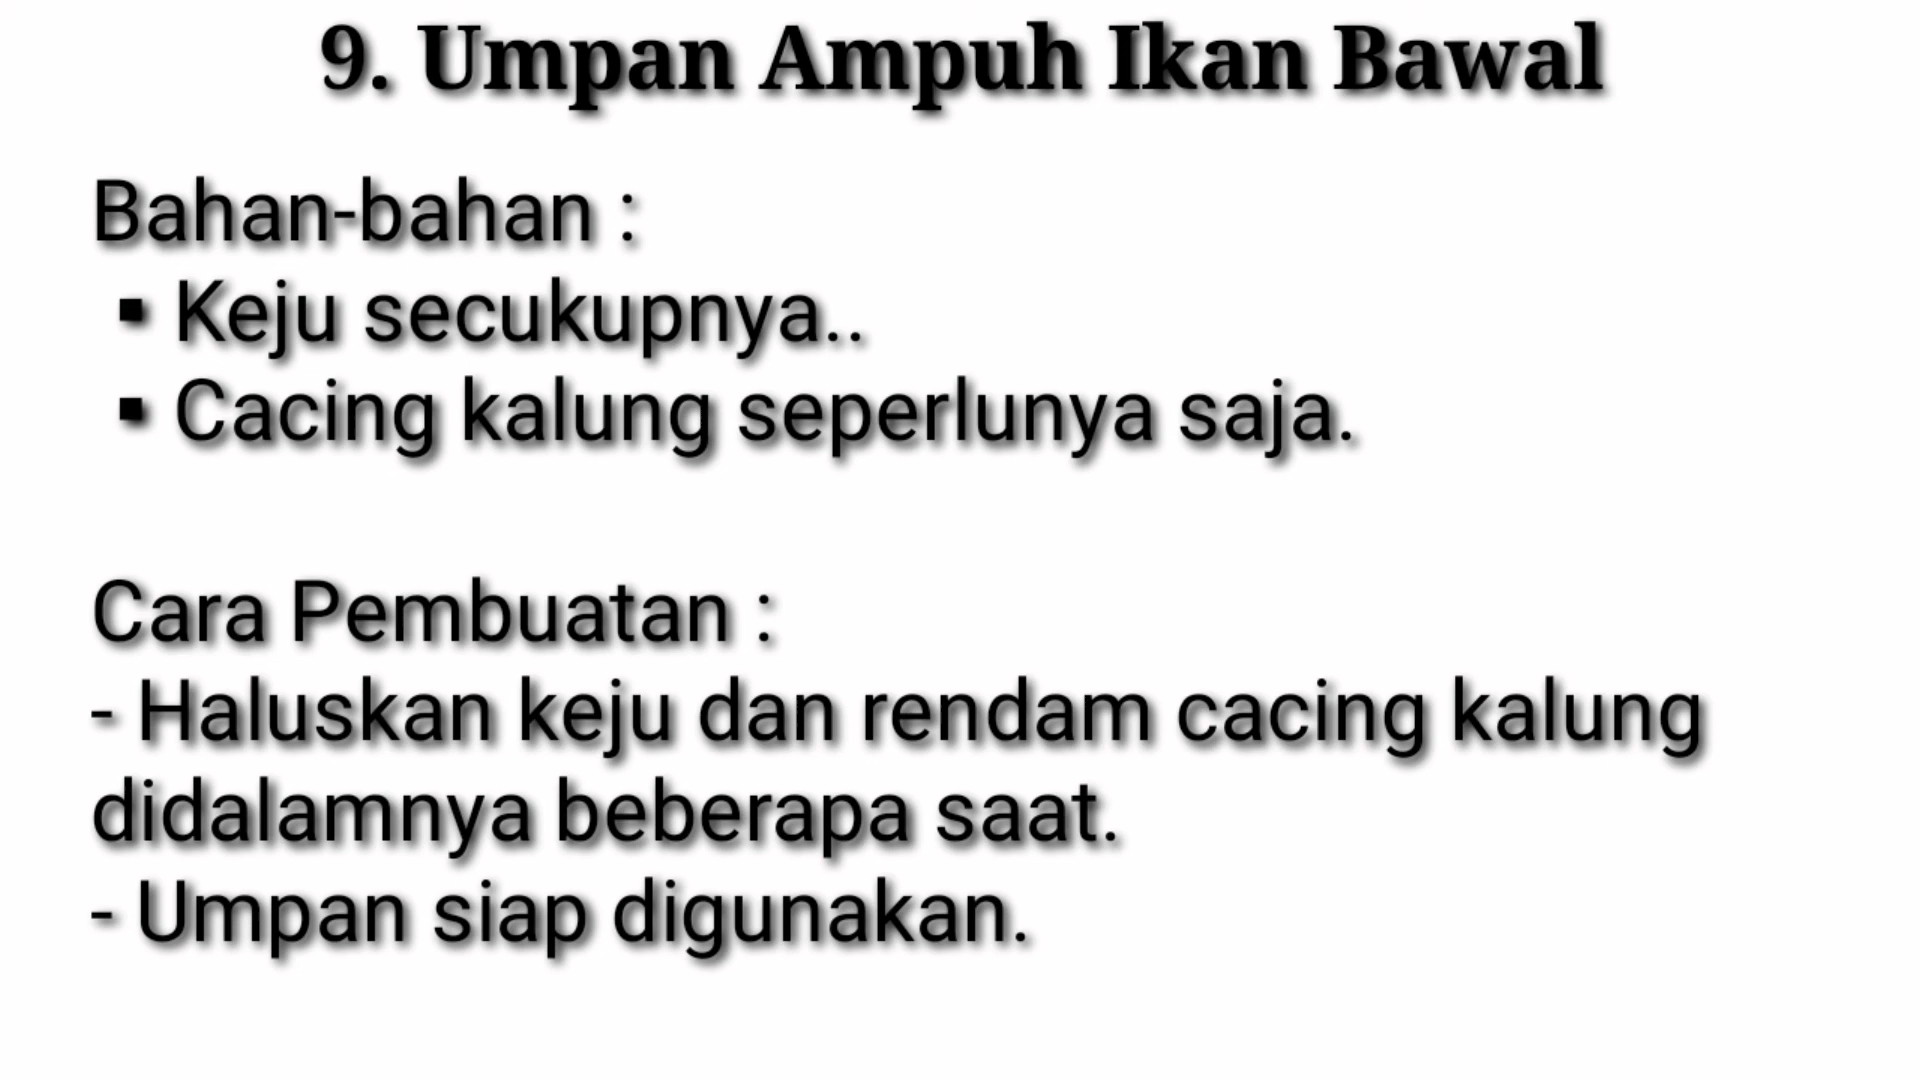 9. Umpan Ampuh Ikan Bawal
Bahan-bahan :
▪ Keju secukupnya..
▪ Cacing kalung seperlunya saja.
Cara Pembuatan :
- Haluskan keju dan rendam cacing kalung
didalamnya beberapa saat.
- Umpan siap digunakan.